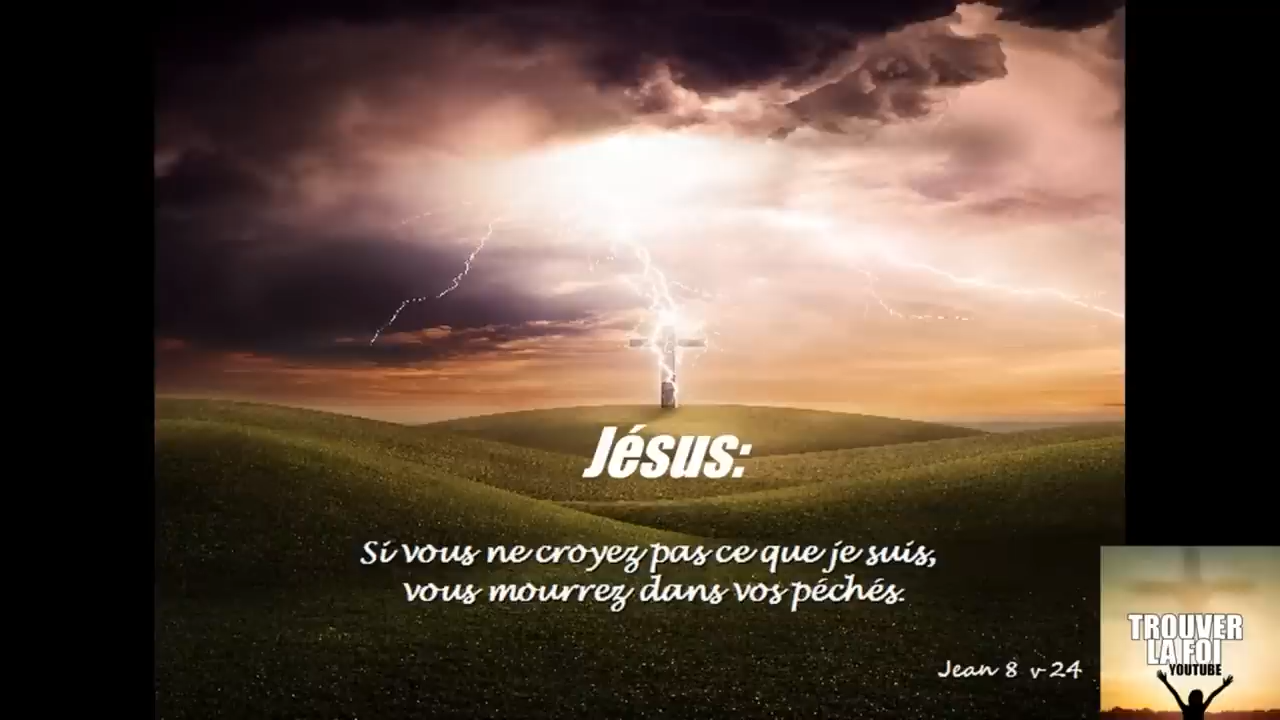 Jésus:
Si vous ne croyez pas ce que je suis,
vous mourrez dans vos péchés.
Jean 8 v 24
TROUVER
LA FOI
YOUTUBE